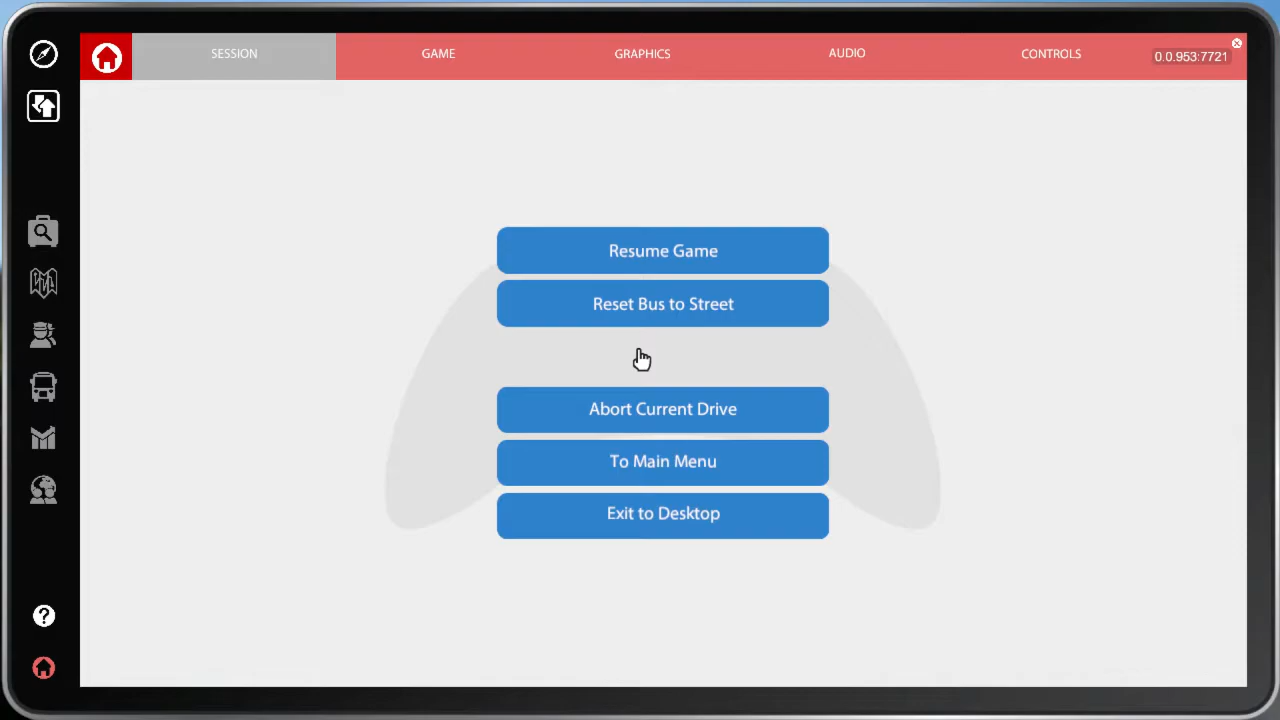 SESSION
GAME
GRAPHICS
AUDIO
CONTROLS
0.0.953:7721
Resume Game
Reset Bus to Street
Abort Current Drive
To Main Menu
Exit to Desktop
?